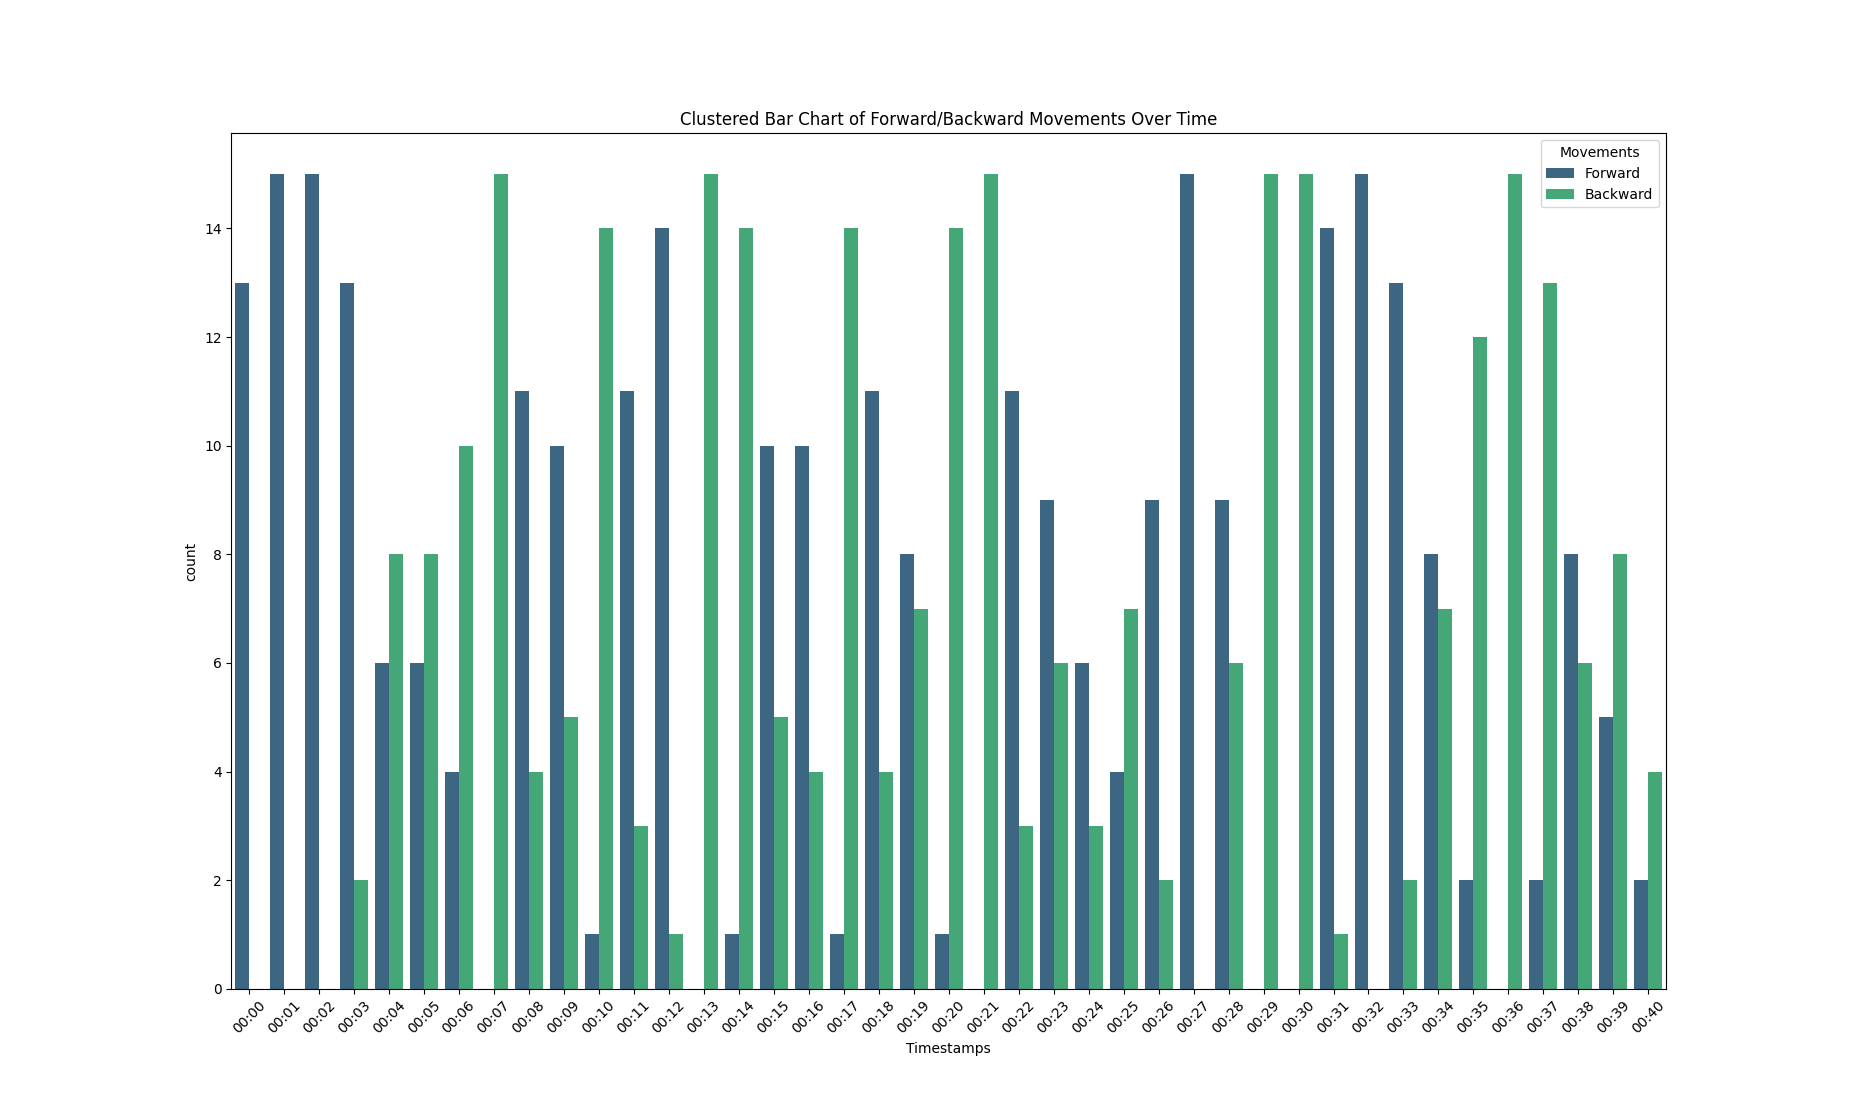 Clustered Bar Chart of Forward/Backward Movements Over Time
Movements
Forward
Backward
14
12
10
8
6
4
2
0
count
00:00 00:01 00:02 00:03 00:04 00:05 00:06 00:07 00:08 00:09 00:10 00:11 00:12 00:13 00:14 00:15 00:16 00:17 00:18 00:19 00:20 00:21 00:22 00:23 00:24 00:25 00:26 00:27 00:28 00:29 00:30 00:31 00:32 00:33 00:34 00:35 00:36 00:37 00:38 00:39 00:40
Timestamps